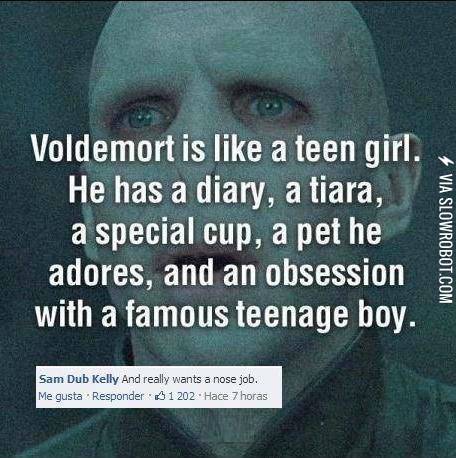 Voldemort is like a teen girl.
He has a diary, a tiara,
a special cup, a pet he
adores, and an obsession
with a famous teenage boy.
Sam Dub Kelly And really wants a nose job.
Me gusta · Responder · 1 202 · Hace 7 horas
VIA SLOWROBOT.COM